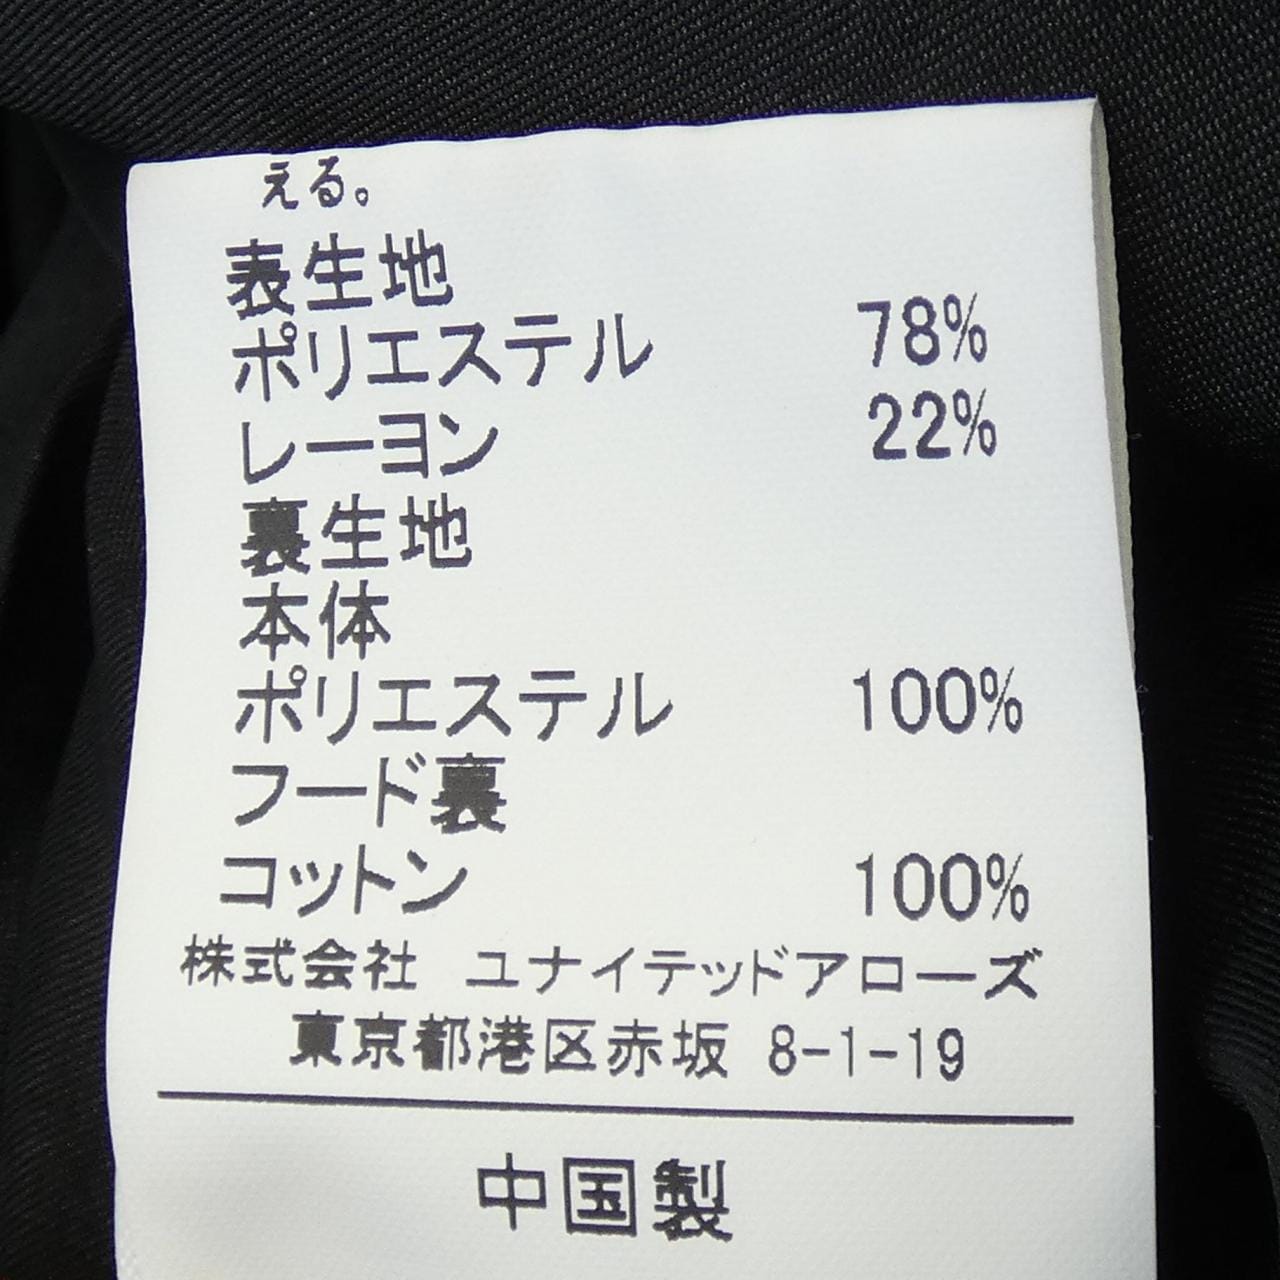 える。
表生地
ポリエステル 78%
レーヨン 22%
裏生地
本体
ポリエステル 100%
フード裏
コットン 100%
株式会社 ユナイテッドアローズ
東京都港区赤坂 8-1-19
中国製